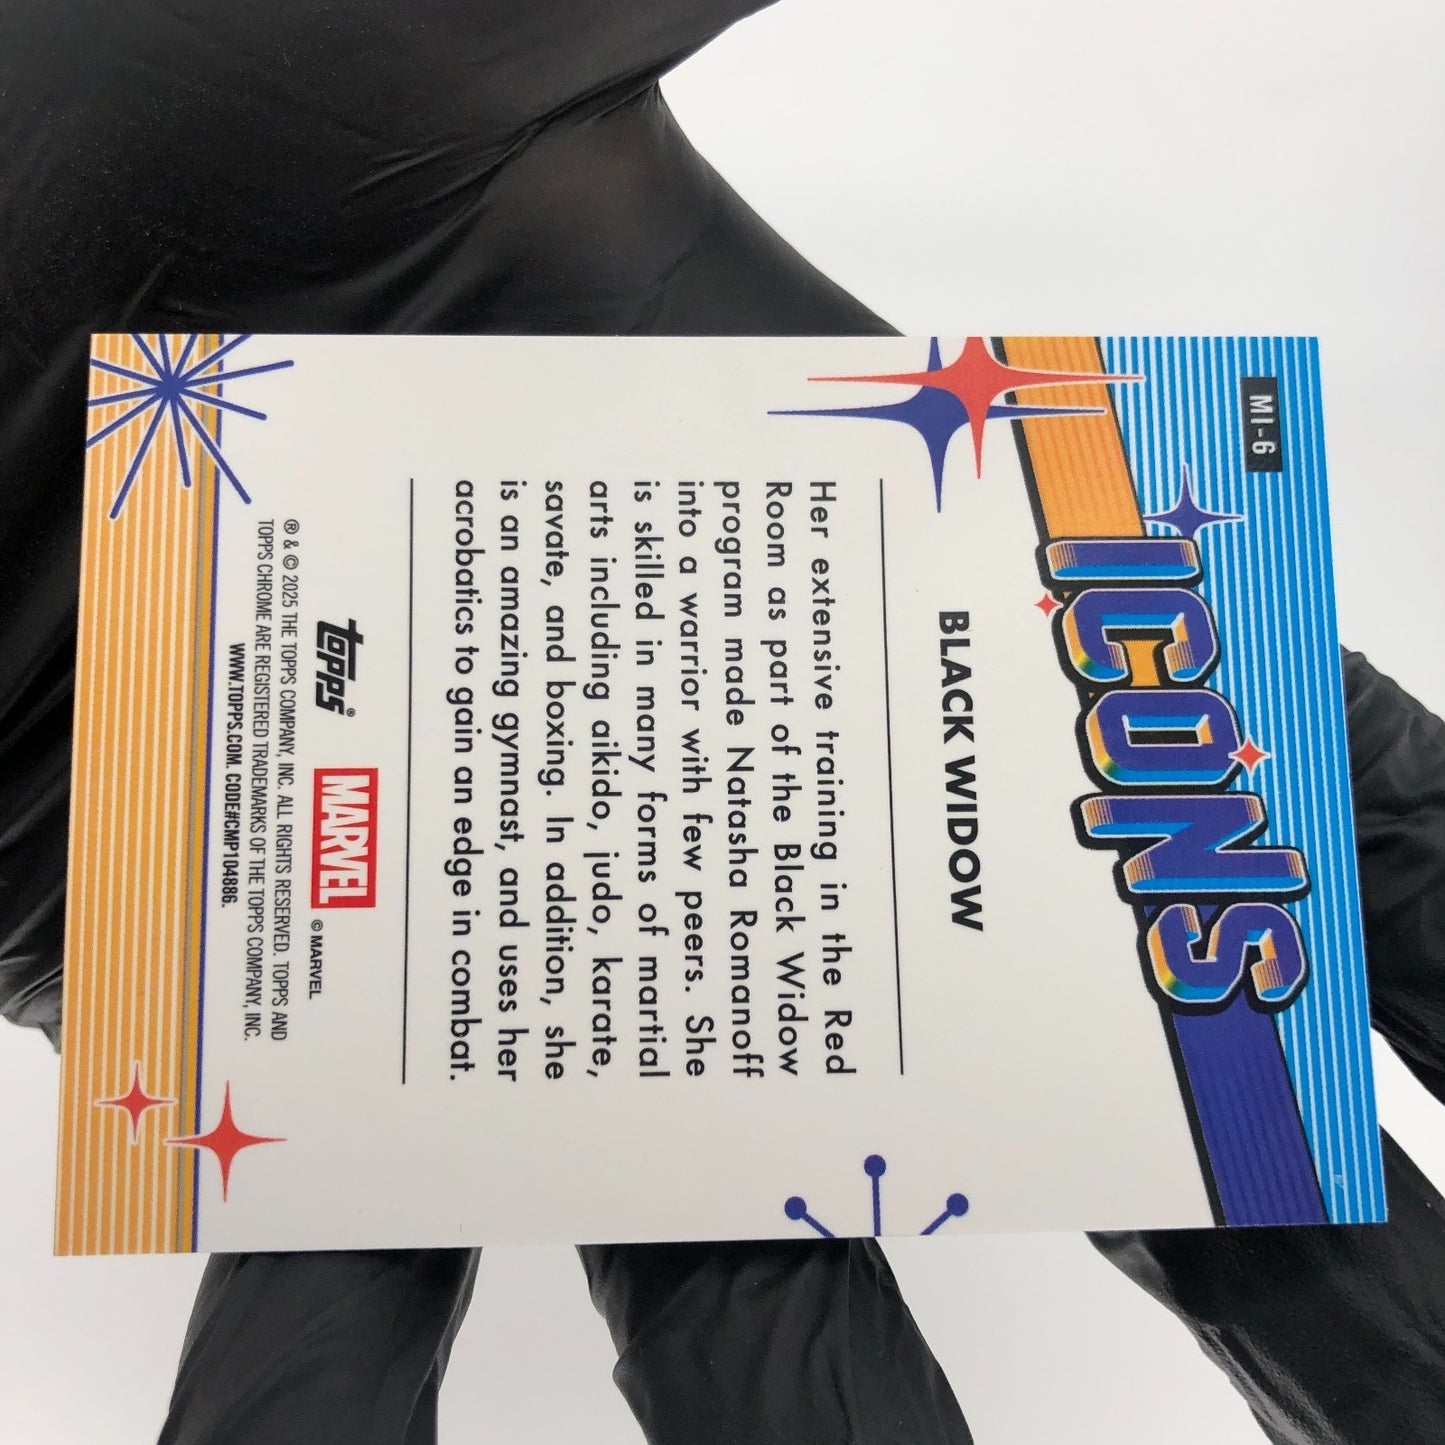 MI-6
ICONS
BLACK WIDOW
Her extensive training in the Red
Room as part of the Black Widow
program made Natasha Romanoff
into a warrior with few peers. She
is skilled in many forms of martial
arts including aikido, judo, karate,
savate, and boxing. In addition, she
is an amazing gymnast, and uses her
acrobatics to gain an edge in combat.
topps®
MARVEL
© MARVEL
® & © 2025 THE TOPPS COMPANY, INC. ALL RIGHTS RESERVED. TOPPS AND
TOPPS CHROME ARE REGISTERED TRADEMARKS OF THE TOPPS COMPANY, INC.
WWW.TOPPS.COM. CODE#CMP104886.